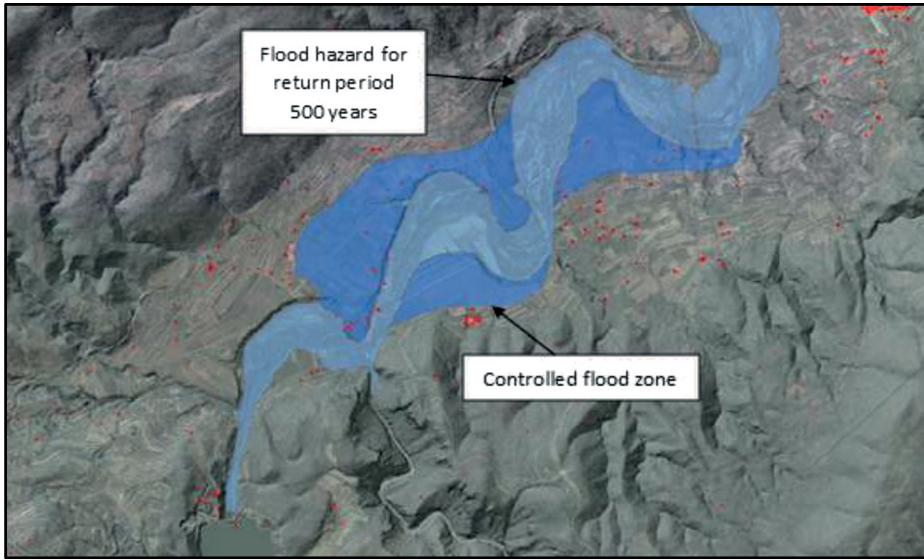 Flood hazard for
return period
500 years
Controlled flood zone